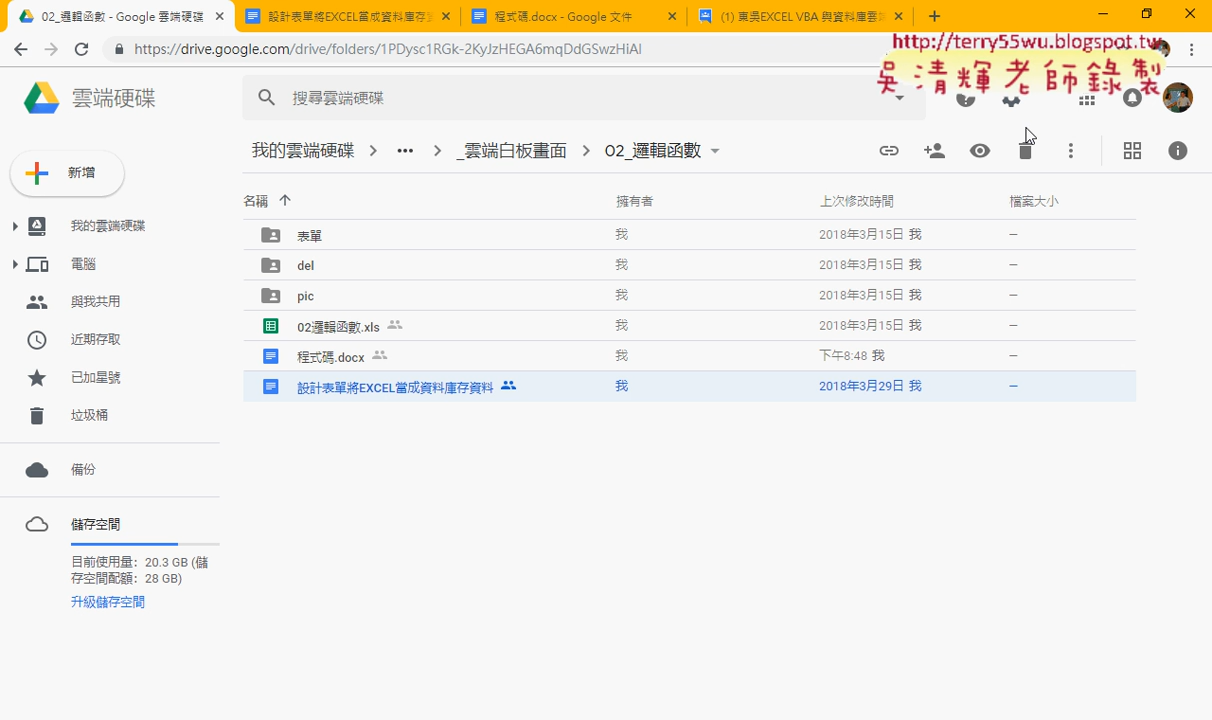 02_邏輯函數 - Google 雲端硬碟
設計表單將EXCEL當成資料庫存
程式碼.docx - Google 文件
(1) 東吳EXCEL VBA 與資料庫雲
https://drive.google.com/drive/folders/1PDysc1RGk-2KyJzHEGA6mqDdGSwzHiAl
http://terry55wu.blogspot.tw
吳清輝老師錄製
雲端硬碟
搜尋雲端硬碟
新增
我的雲端硬碟 > ••• > _雲端白板畫面 > 02_邏輯函數
名稱 擁有者 上次修改時間 檔案大小
表單 我 2018年3月15日 我 –
del 我 2018年3月15日 我 –
pic 我 2018年3月15日 我 –
02邏輯函數.xls 我 2018年3月15日 我 –
程式碼.docx 我 下午8:48 我 –
設計表單將EXCEL當成資料庫存資料 我 2018年3月29日 我 –
我的雲端硬碟
電腦
與我共用
近期存取
已加星號
垃圾桶
備份
儲存空間
目前使用量：20.3 GB (儲
存空間配額：28 GB)
升級儲存空間